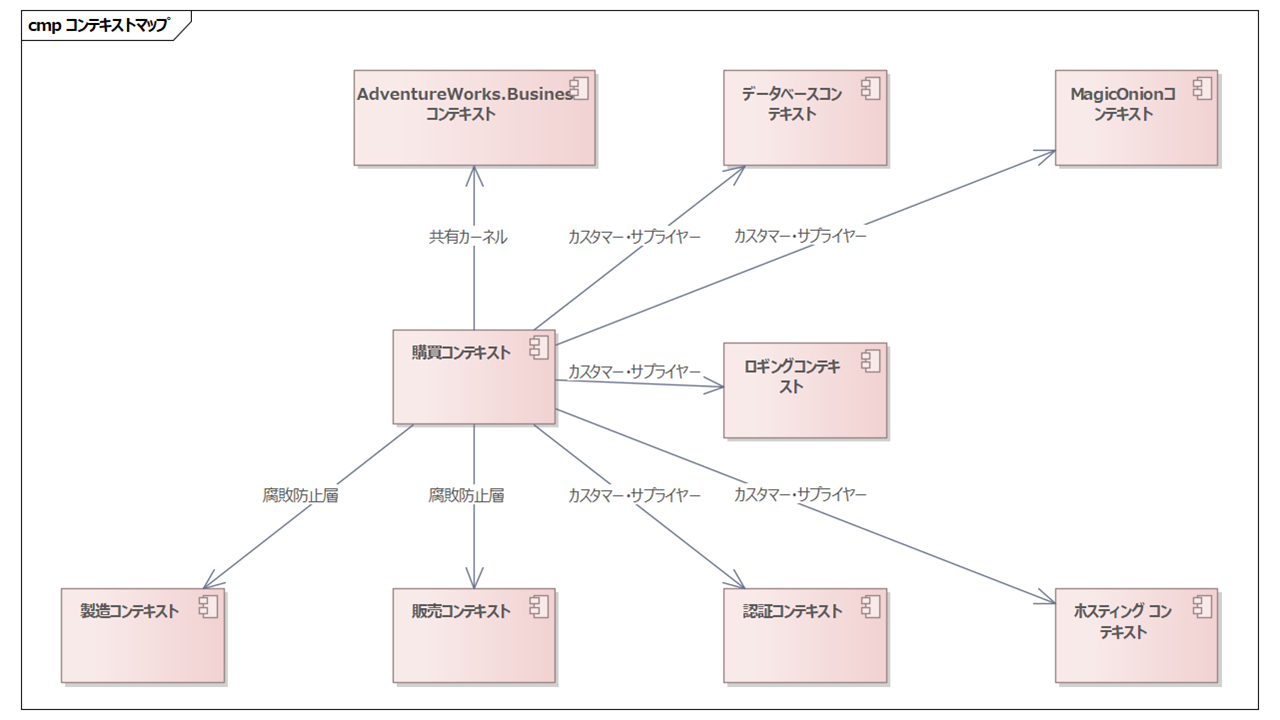 cmp コンテキストマップ
AdventureWorks.Busines
コンテキスト
データベースコン
テキスト
MagicOnionコ
ンテキスト
共有カーネル
カスタマー・サプライヤー
カスタマー・サプライヤー
購買コンテキスト
カスタマー・サプライヤー
ロギングコンテキ
スト
腐敗防止層
腐敗防止層
カスタマー・サプライヤー
カスタマー・サプライヤー
製造コンテキスト
販売コンテキスト
認証コンテキスト
ホスティング コン
テキスト